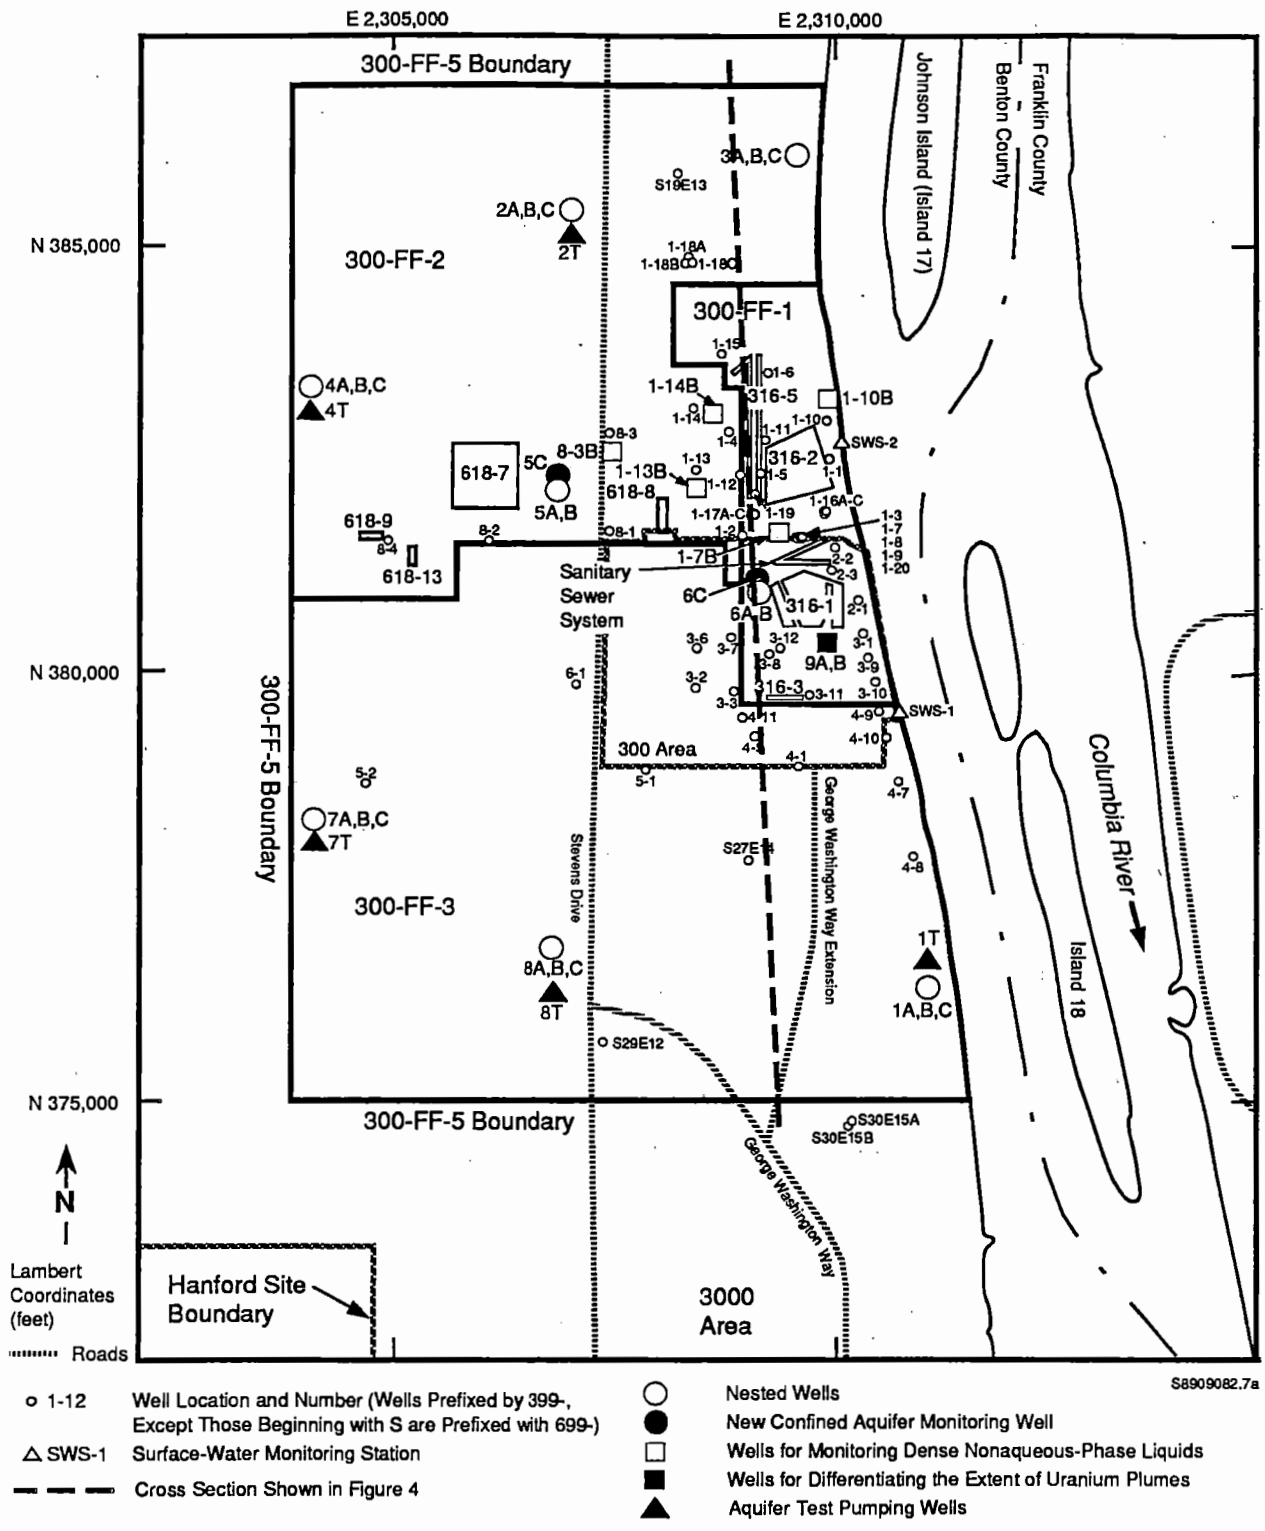 E 2,305,000
E 2,310,000
300-FF-5 Boundary
Johnson Island (Island 17)
Benton County
Franklin County
3A,B,C
S19E13
2A,B,C
2T
N 385,000
300-FF-2
1-18A
1-18B
1-18
300-FF-1
1-15
1-6
4A,B,C
4T
1-14B
316-5
1-10B
1-14
1-10
8-3
1-4
1-11
SWS-2
8-3B
5C
618-7
1-13
316-2
1-13B
1-12
1-5
1-1
618-8
5A,B
1-16A-C
1-17A-C
1-19
618-9
8-4
8-2
8-1
1-2
1-3
1-7
1-8
1-9
1-20
1-7B
2-2
2-3
618-13
Sanitary
Sewer
System
6C
6A,B
316-1
2-1
3-6
3-7
3-12
3-8
9A,B
3-1
3-9
N 380,000
6-1
3-2
3-3
316-3
3-11
3-10
4-11
4-9
SWS-1
300 Area
4-10
4-1
5-1
5-2
4-7
300-FF-5 Boundary
7A,B,C
7T
Stevens Drive
George Washington Way Extension
S27E14
4-8
Columbia River
300-FF-3
8A,B,C
8T
1T
1A,B,C
Island 18
S29E12
N 375,000
300-FF-5 Boundary
S30E15A
S30E15B
George Washington Way
N
Lambert
Coordinates
(feet)
Hanford Site
Boundary
3000
Area
Roads
S8909082.7a
1-12 Well Location and Number (Wells Prefixed by 399-,
Except Those Beginning with S are Prefixed with 699-)
SWS-1 Surface-Water Monitoring Station
Cross Section Shown in Figure 4
Nested Wells
New Confined Aquifer Monitoring Well
Wells for Monitoring Dense Nonaqueous-Phase Liquids
Wells for Differentiating the Extent of Uranium Plumes
Aquifer Test Pumping Wells